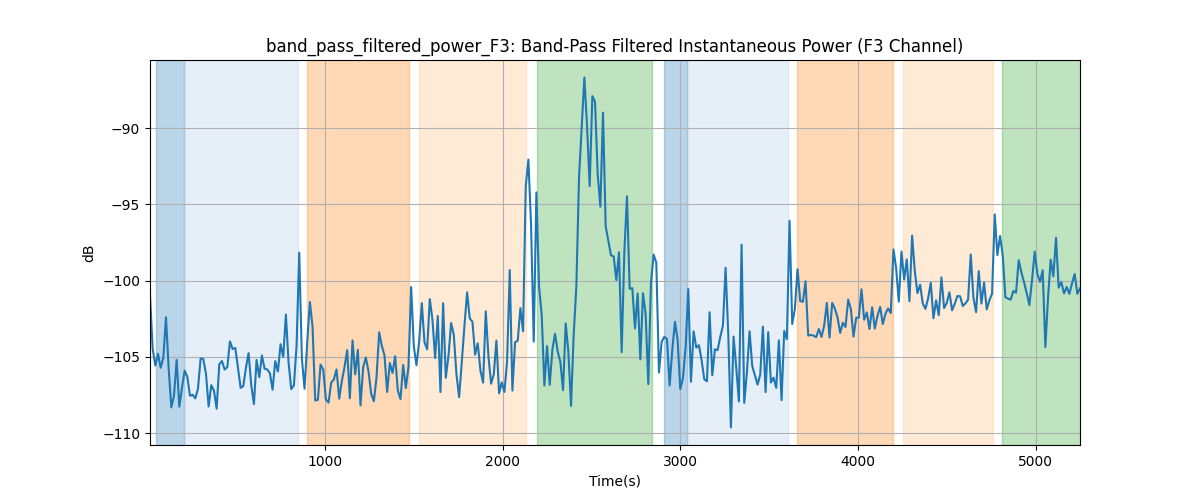 band_pass_filtered_power_F3: Band-Pass Filtered Instantaneous Power (F3 Channel)
−90
−95
−100
−105
−110
dB
1000 2000 3000 4000 5000
Time(s)